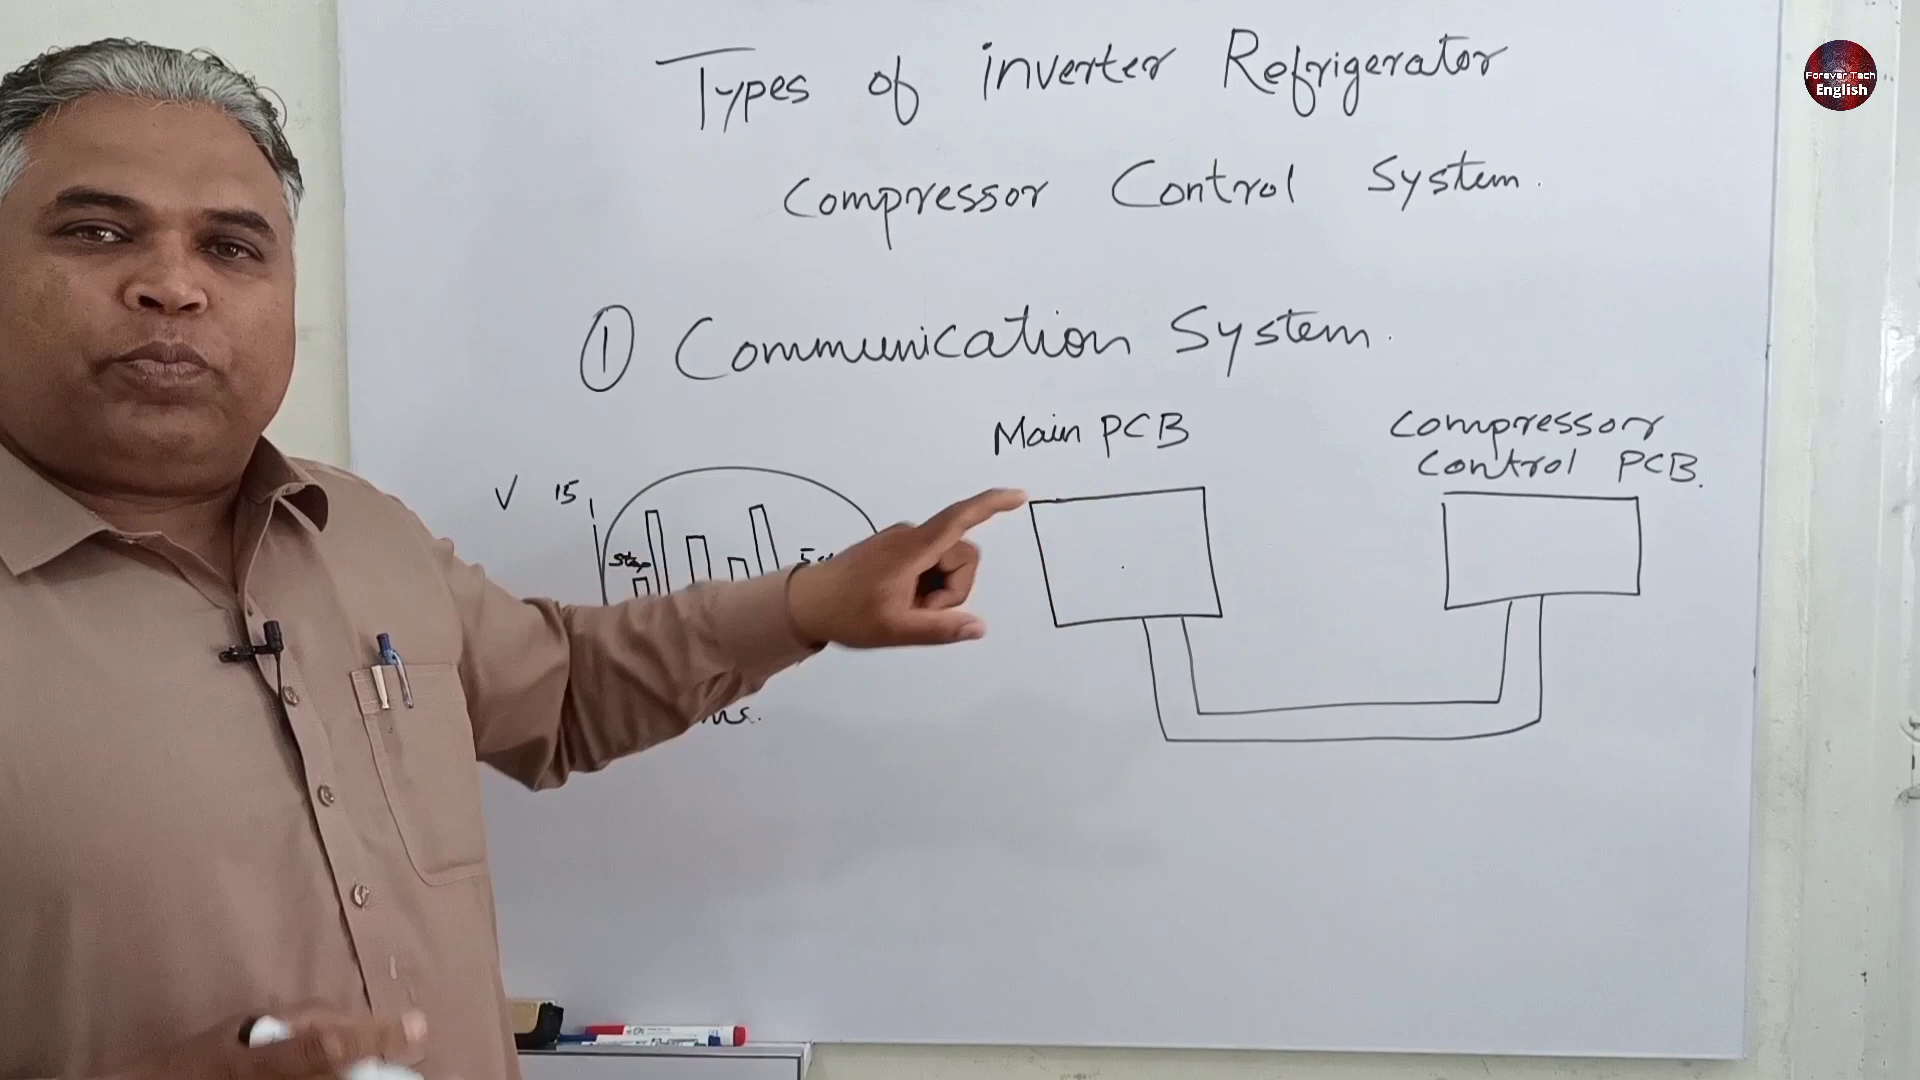 Types of inverter Refrigerator
Compressor Control System.
① Communication System.
Main PCB
Compressor
Control PCB.
V 15
Step
Forever Tech
English